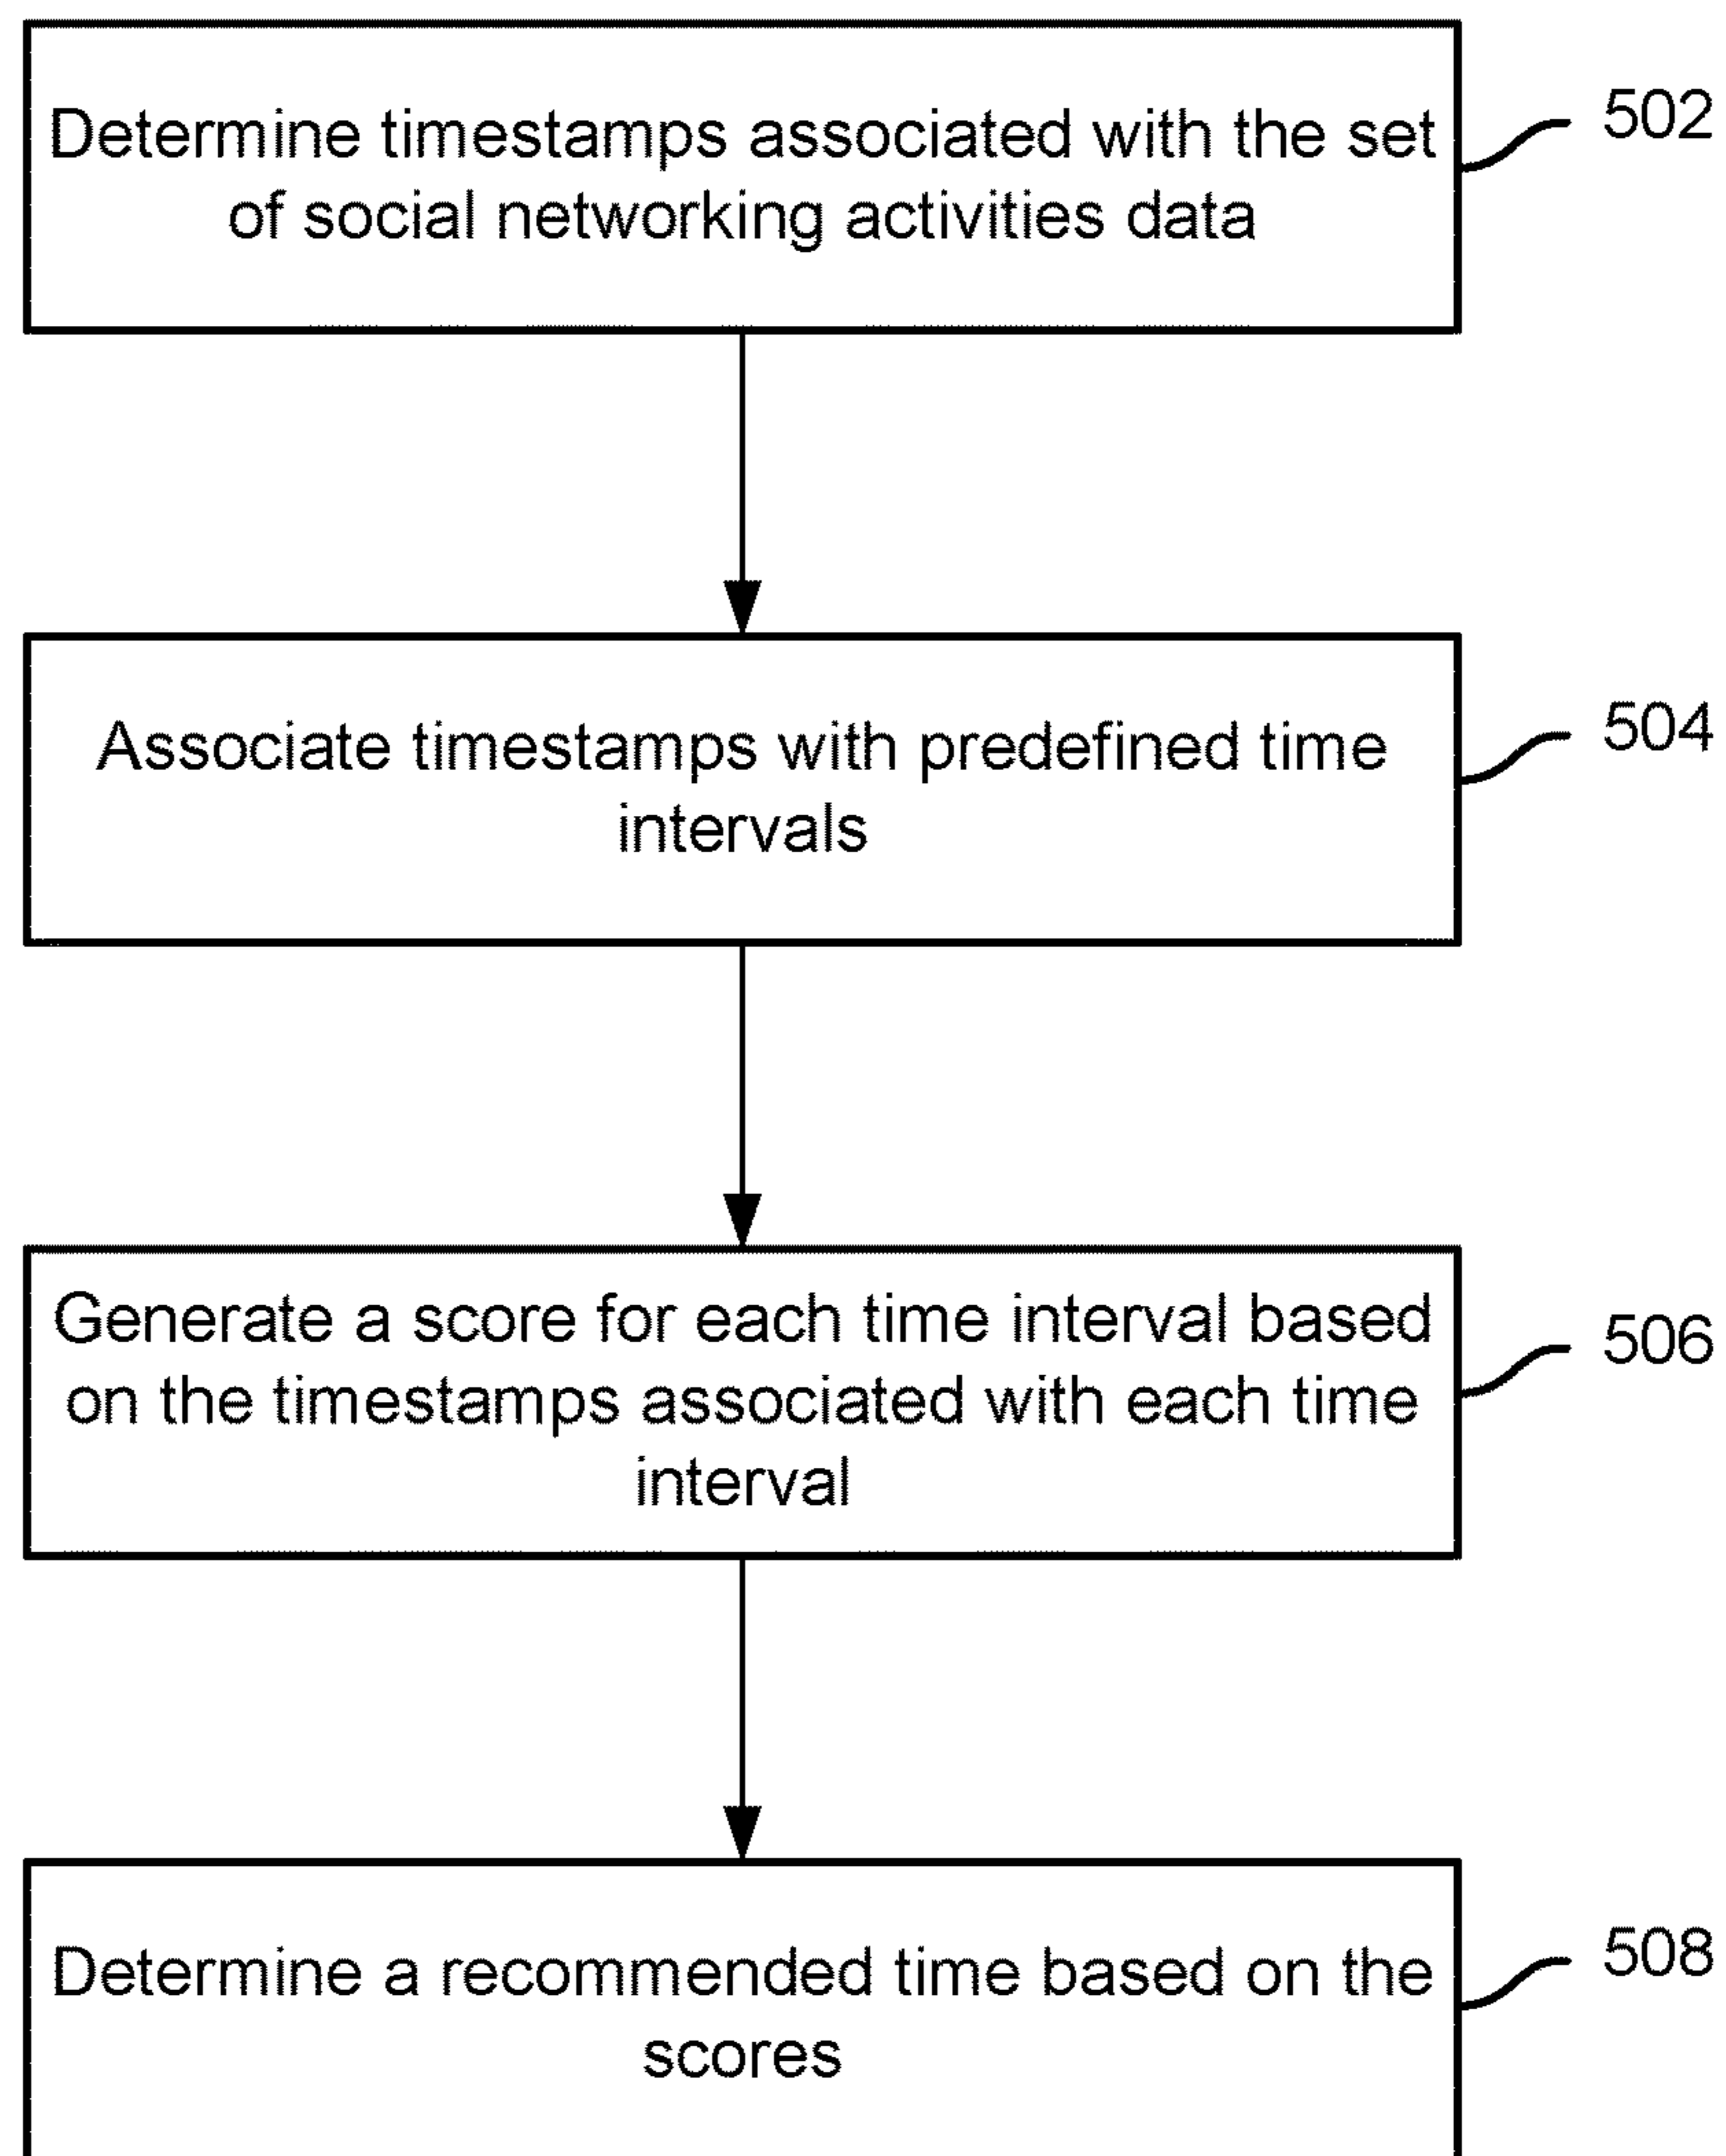 Determine timestamps associated with the set
of social networking activities data
502
Associate timestamps with predefined time
intervals
504
Generate a score for each time interval based
on the timestamps associated with each time
interval
506
Determine a recommended time based on the
scores
508